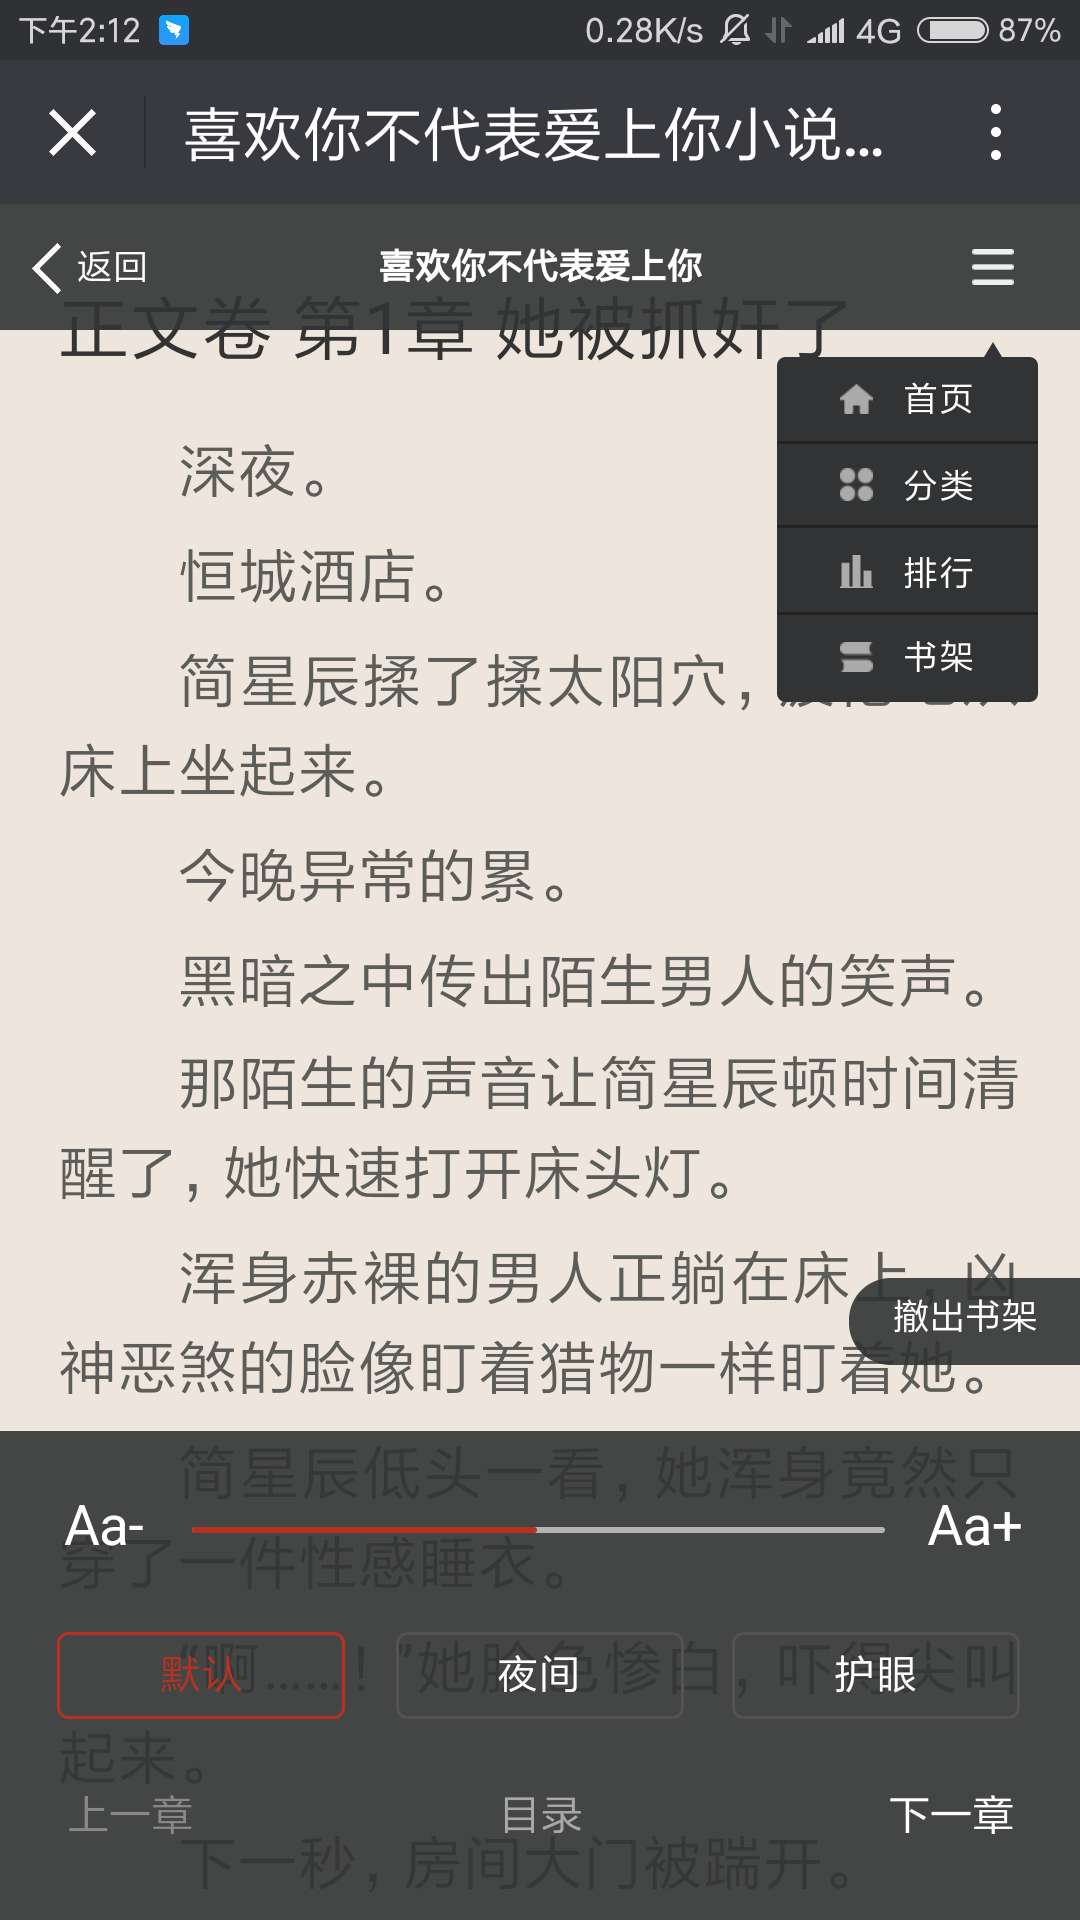 下午2:12 0.28K/s 4G 87%
喜欢你不代表爱上你小说...
返回 喜欢你不代表爱上你
正文卷 第1章 她被抓奸了
首页
分类
排行
书架
深夜。
恒城酒店。
简星辰揉了揉太阳穴，
床上坐起来。
今晚异常的累。
黑暗之中传出陌生男人的笑声。
那陌生的声音让简星辰顿时间清
醒了，她快速打开床头灯。
浑身赤裸的男人正躺在床上，凶
神恶煞的脸像盯着猎物一样盯着她。
撤出书架
简星辰低头一看，她浑身竟然只
Aa- Aa+
穿了一件性感睡衣。
“啊……！”她脸色惨白，吓得尖叫
默认 夜间 护眼
起来。
上一章 目录 下一章
下一秒，房间大门被踹开。